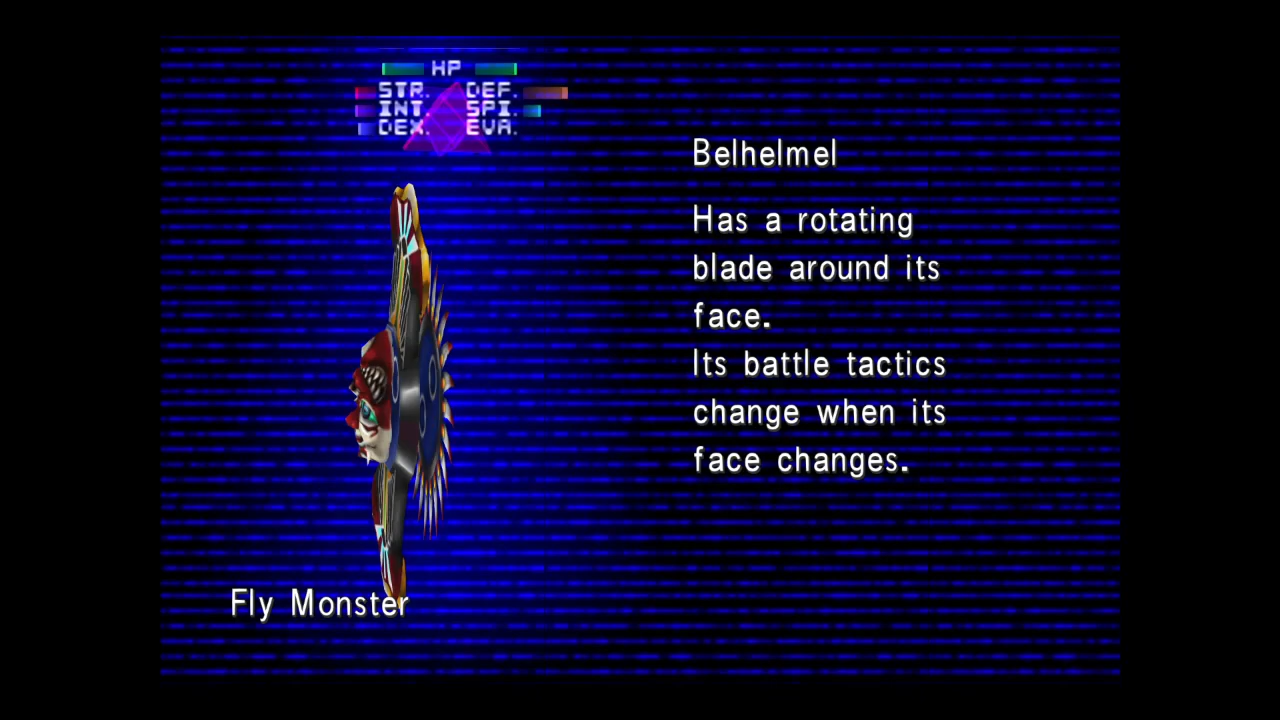 HP
STR. DEF.
INT. SPI.
DEX. EVA.
Belhelmel
Has a rotating
blade around its
face.
Its battle tactics
change when its
face changes.
Fly Monster